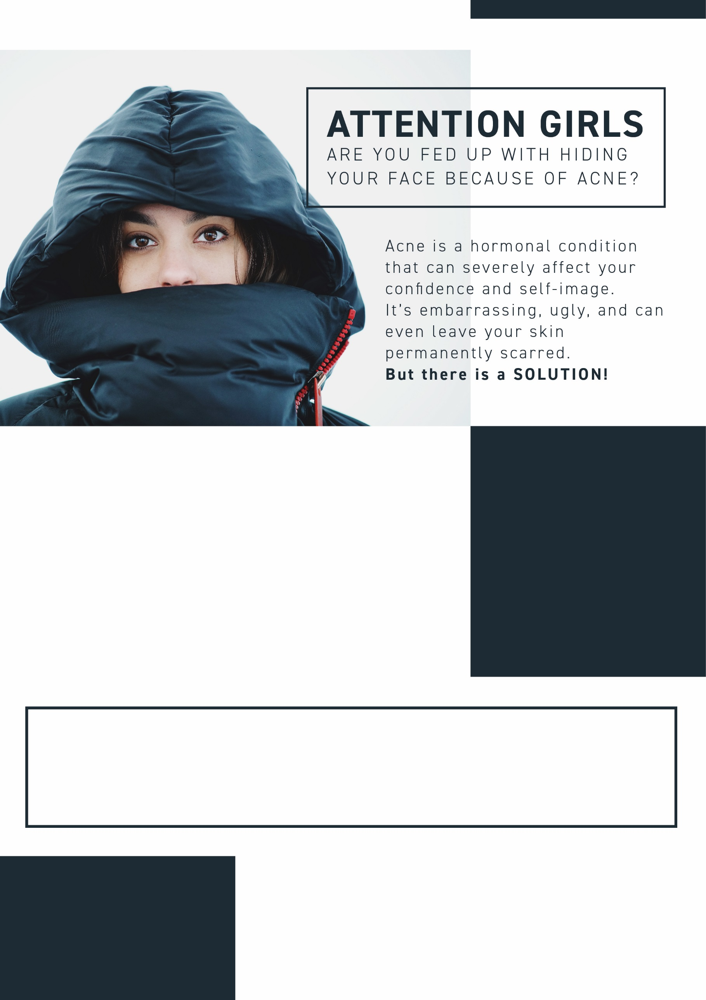 ATTENTION GIRLS
ARE YOU FED UP WITH HIDING
YOUR FACE BECAUSE OF ACNE?
Acne is a hormonal condition
that can severely affect your
confidence and self-image.
It’s embarrassing, ugly, and can
even leave your skin
permanently scarred.
But there is a SOLUTION!